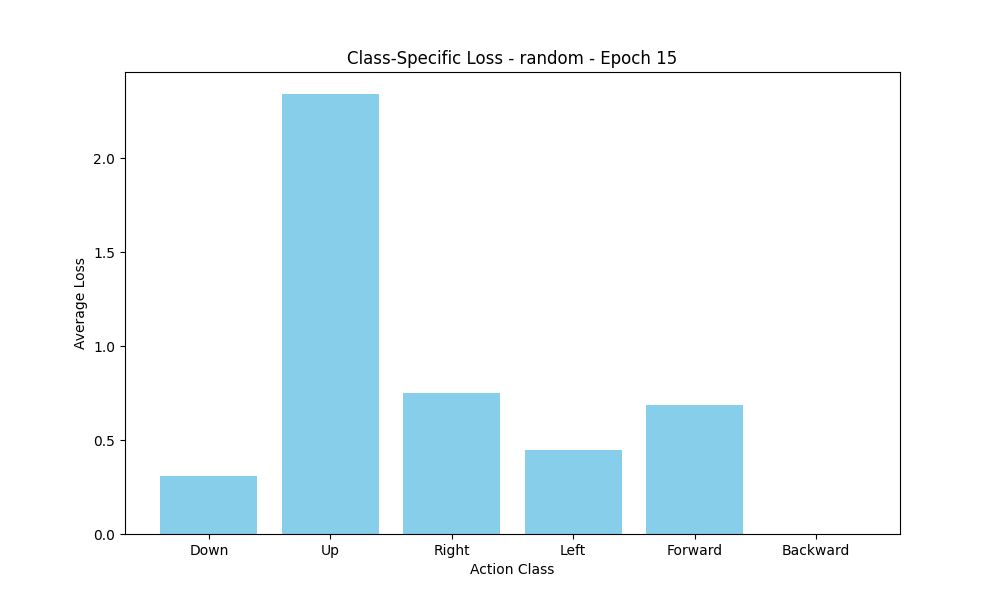 Class-Specific Loss - random - Epoch 15
2.0
1.5
1.0
0.5
0.0
Average Loss
Down Up Right Left Forward Backward
Action Class